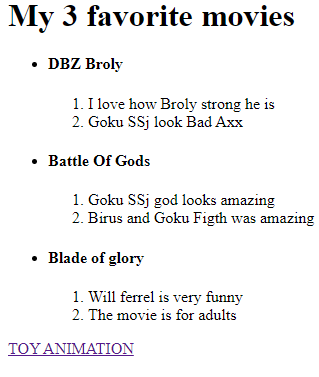 My 3 favorite movies
DBZ Broly
1. I love how Broly strong he is
2. Goku SSj look Bad Axx
Battle Of Gods
1. Goku SSj god looks amazing
2. Birus and Goku Figth was amazing
Blade of glory
1. Will ferrel is very funny
2. The movie is for adults
TOY ANIMATION